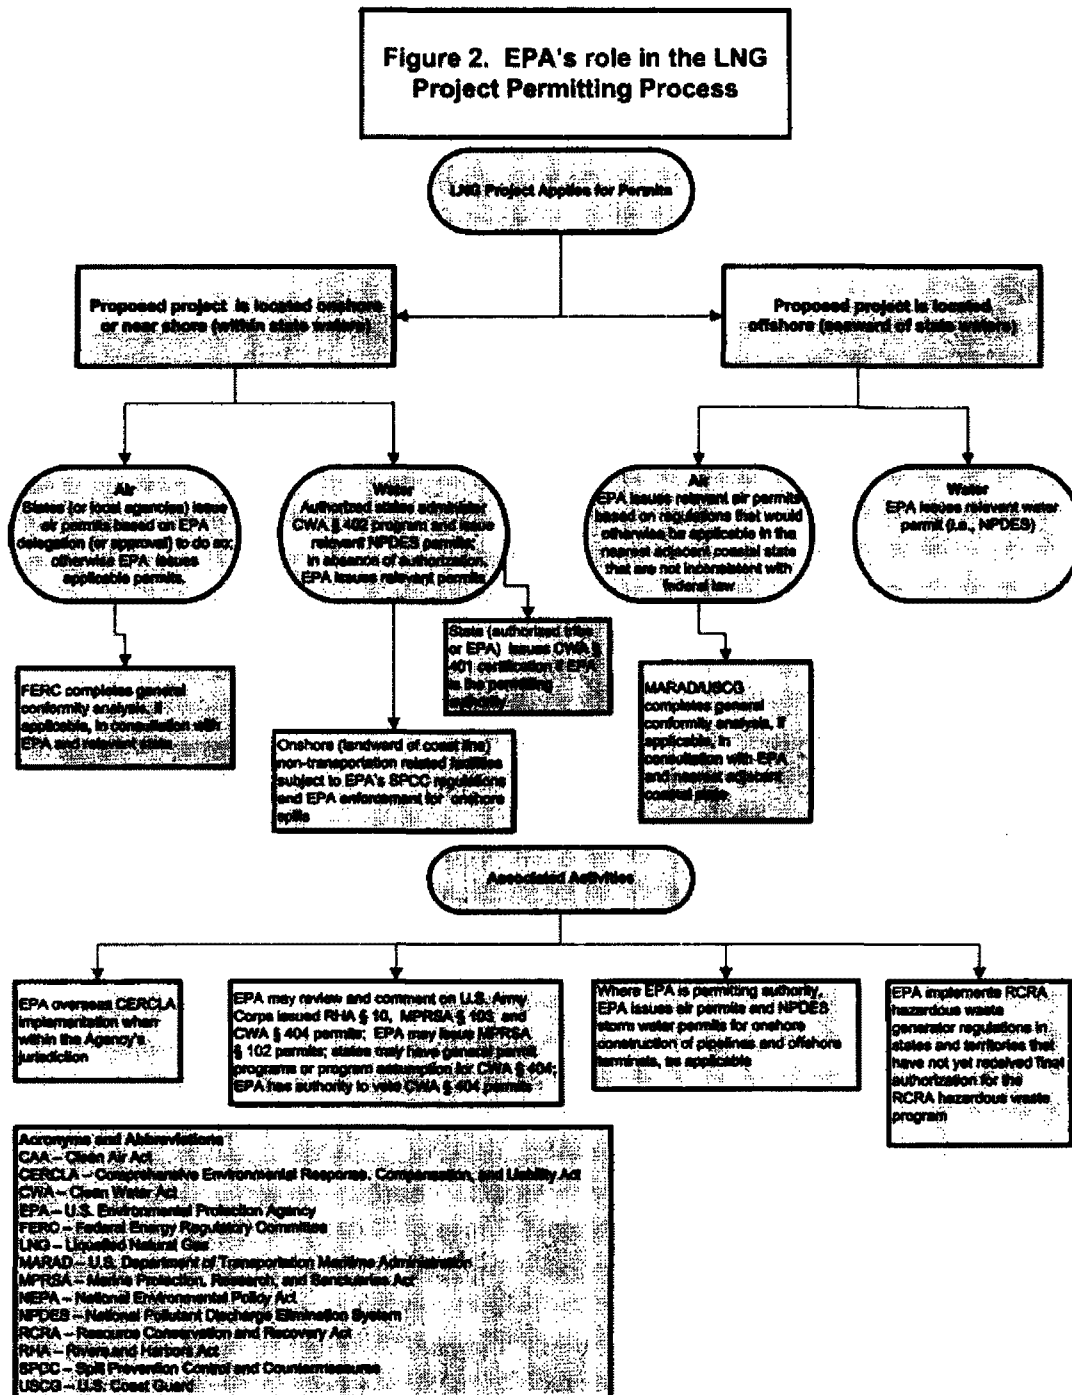 Figure 2. EPA's role in the LNG
Project Permitting Process
LNG Project Applies for Permits
Proposed project is located onshore
or near shore (within state waters)
Proposed project is located
offshore (seaward of state waters)
Air
States (or local agencies) issue
air permits based on EPA
delegation (or approval) to do so;
otherwise EPA issues
applicable permits.
Water
Authorized states administer
CWA § 402 program and issue
relevant NPDES permits;
in absence of authorization,
EPA issues relevant permits
Air
EPA issues relevant air permits
based on regulations that would
otherwise be applicable in the
nearest adjacent coastal state
that are not inconsistent with
federal law
Water
EPA issues relevant water
permit (i.e., NPDES)
FERC completes general
conformity analysis, if
applicable, in consultation with
EPA and relevant state
State (authorized tribe
or EPA) issues CWA §
401 certification if EPA
is the permitting
authority
Onshore (landward of coast line)
non-transportation related facilities
subject to EPA's SPCC regulations
and EPA enforcement for onshore
spills
MARAD/USCG
completes general
conformity analysis, if
applicable, in
consultation with EPA
and nearest adjacent
coastal state
Associated Activities
EPA oversees CERCLA
implementation when
within the Agency's
jurisdiction
EPA may review and comment on U.S. Army
Corps issued RHA § 10, MPRSA § 103, and
CWA § 404 permits; EPA may issue MPRSA
§ 102 permits; states may have general permit
programs or program assumption for CWA § 404;
EPA has authority to veto CWA § 404 permits
Where EPA is permitting authority,
EPA issues air permits and NPDES
storm water permits for onshore
construction of pipelines and offshore
terminals, as applicable
EPA implements RCRA
hazardous waste
generator regulations in
states and territories that
have not yet received final
authorization for the
RCRA hazardous waste
program
Acronyms and Abbreviations
CAA – Clean Air Act
CERCLA – Comprehensive Environmental Response, Compensation, and Liability Act
CWA – Clean Water Act
EPA – U.S. Environmental Protection Agency
FERC – Federal Energy Regulatory Committee
LNG – Liquefied Natural Gas
MARAD – U.S. Department of Transportation Maritime Administration
MPRSA – Marine Protection, Research, and Sanctuaries Act
NEPA – National Environmental Policy Act
NPDES – National Pollutant Discharge Elimination System
RCRA – Resource Conservation and Recovery Act
RHA – Rivers and Harbors Act
SPCC – Spill Prevention Control and Countermeasures
USCG – U.S. Coast Guard